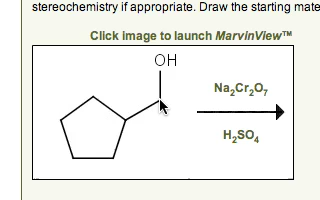 stereochemistry if appropriate. Draw the starting mate
Click image to launch MarvinView™
OH
Na₂Cr₂O₇
H₂SO₄